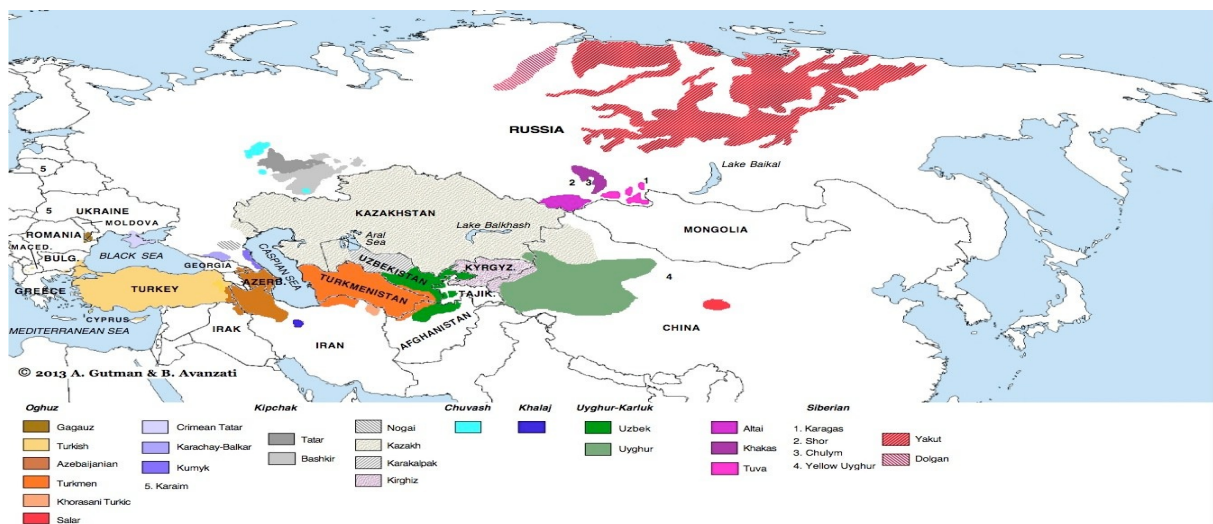 RUSSIA
Lake Baikal
5
2
3
1
5
UKRAINE
MOLDOVA
ROMANIA
KAZAKHSTAN
Aral
Sea
Lake Balkhash
MONGOLIA
MACED.
BULG.
BLACK SEA
GEORGIA
CASPIAN SEA
UZBEKISTAN
KYRGYZ.
4
GREECE
TURKEY
AZERB.
TURKMENISTAN
TAJIK.
CYPRUS
MEDITERRANEAN SEA
IRAK
IRAN
AFGHANISTAN
CHINA
© 2013 A. Gutman & B. Avanzati
Oghuz
Gagauz
Turkish
Azebaijanian
Turkmen
Khorasani Turkic
Salar
Kipchak
Crimean Tatar
Karachay-Balkar
Kumyk
5. Karaim
Tatar
Bashkir
Nogai
Kazakh
Karakalpak
Kirghiz
Chuvash
Khalaj
Uyghur-Karluk
Uzbek
Uyghur
Siberian
Altai
Khakas
Tuva
1. Karagas
2. Shor
3. Chulym
4. Yellow Uyghur
Yakut
Dolgan